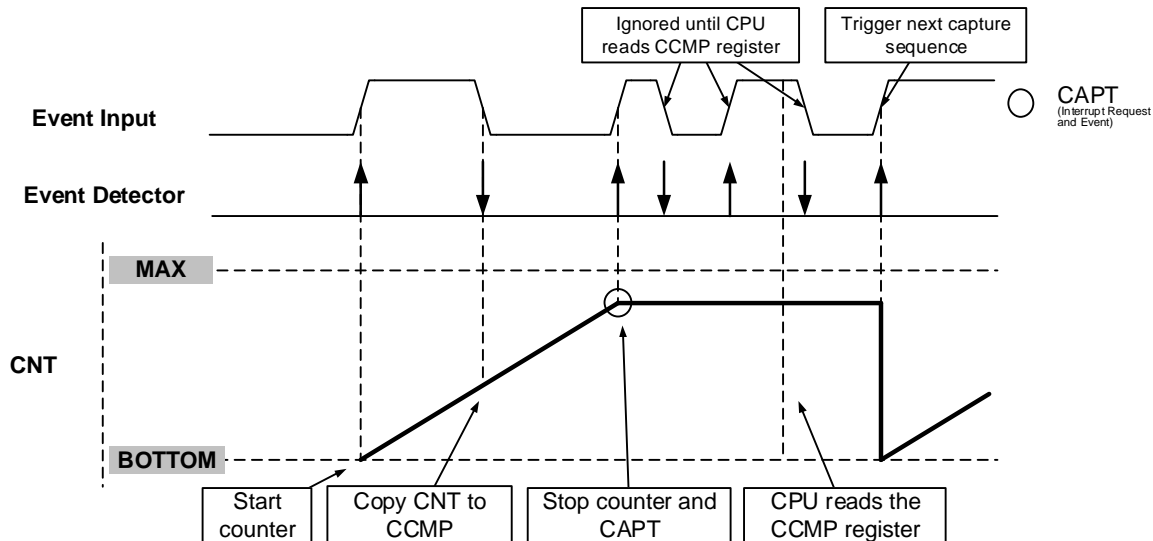 Ignored until CPU
reads CCMP register
Trigger next capture
sequence
Event Input
CAPT
(Interrupt Request
and Event)
Event Detector
MAX
CNT
BOTTOM
Start
counter
Copy CNT to
CCMP
Stop counter and
CAPT
CPU reads the
CCMP register